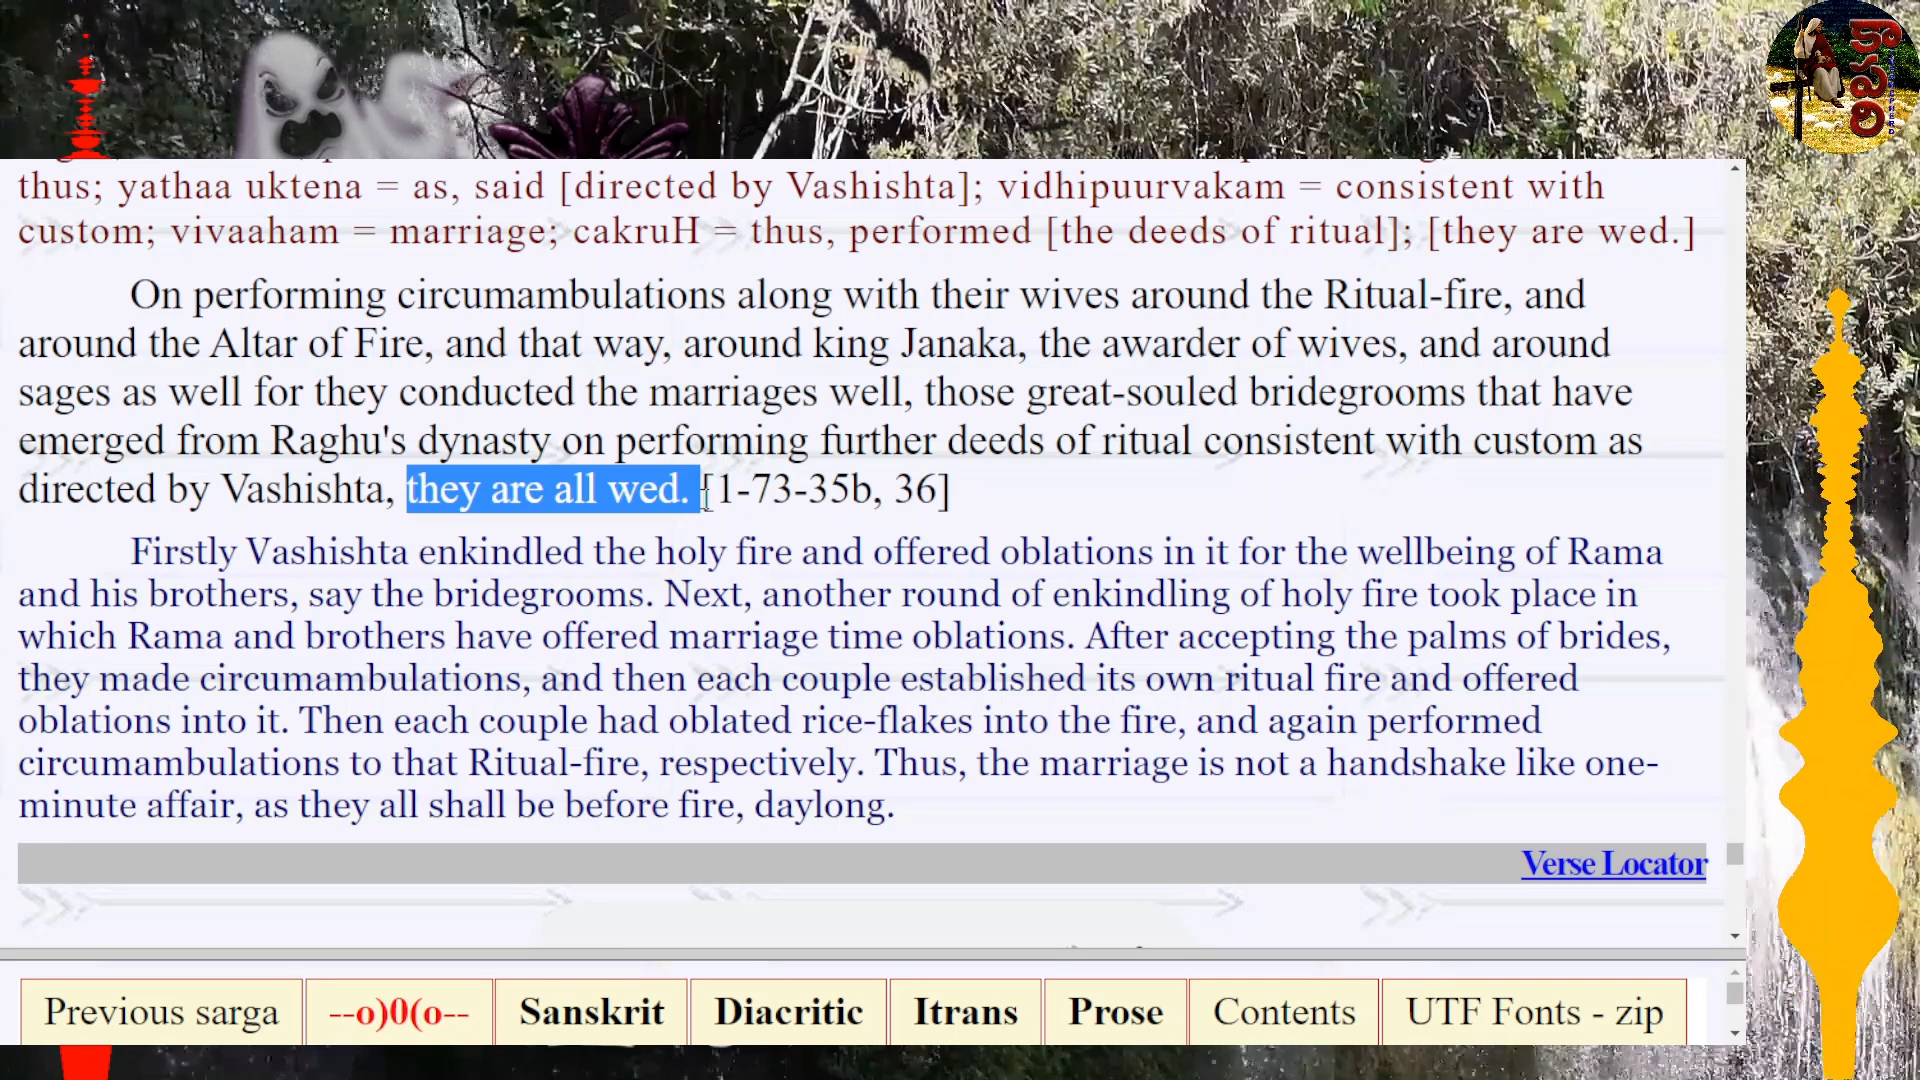 కాపరి
thus; yathaa uktena = as, said [directed by Vashishta]; vidhipuurvakam = consistent with
custom; vivaaham = marriage; cakruH = thus, performed [the deeds of ritual]; [they are wed.]
On performing circumambulations along with their wives around the Ritual-fire, and
around the Altar of Fire, and that way, around king Janaka, the awarder of wives, and around
sages as well for they conducted the marriages well, those great-souled bridegrooms that have
emerged from Raghu's dynasty on performing further deeds of ritual consistent with custom as
directed by Vashishta, they are all wed. [1-73-35b, 36]
Firstly Vashishta enkindled the holy fire and offered oblations in it for the wellbeing of Rama
and his brothers, say the bridegrooms. Next, another round of enkindling of holy fire took place in
which Rama and brothers have offered marriage time oblations. After accepting the palms of brides,
they made circumambulations, and then each couple established its own ritual fire and offered
oblations into it. Then each couple had oblated rice-flakes into the fire, and again performed
circumambulations to that Ritual-fire, respectively. Thus, the marriage is not a handshake like one-
minute affair, as they all shall be before fire, daylong.
Verse Locator
Previous sarga --o)0(o-- Sanskrit Diacritic Itrans Prose Contents UTF Fonts - zip